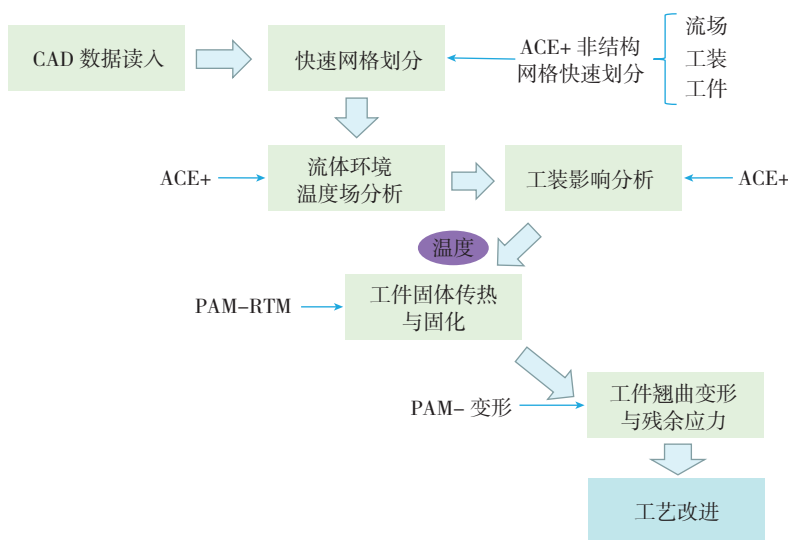 CAD 数据读入
快速网格划分
ACE+ 非结构
网格快速划分
流场
工装
工件
ACE+
流体环境
温度场分析
工装影响分析
ACE+
温度
PAM-RTM
工件固体传热
与固化
PAM- 变形
工件翘曲变形
与残余应力
工艺改进